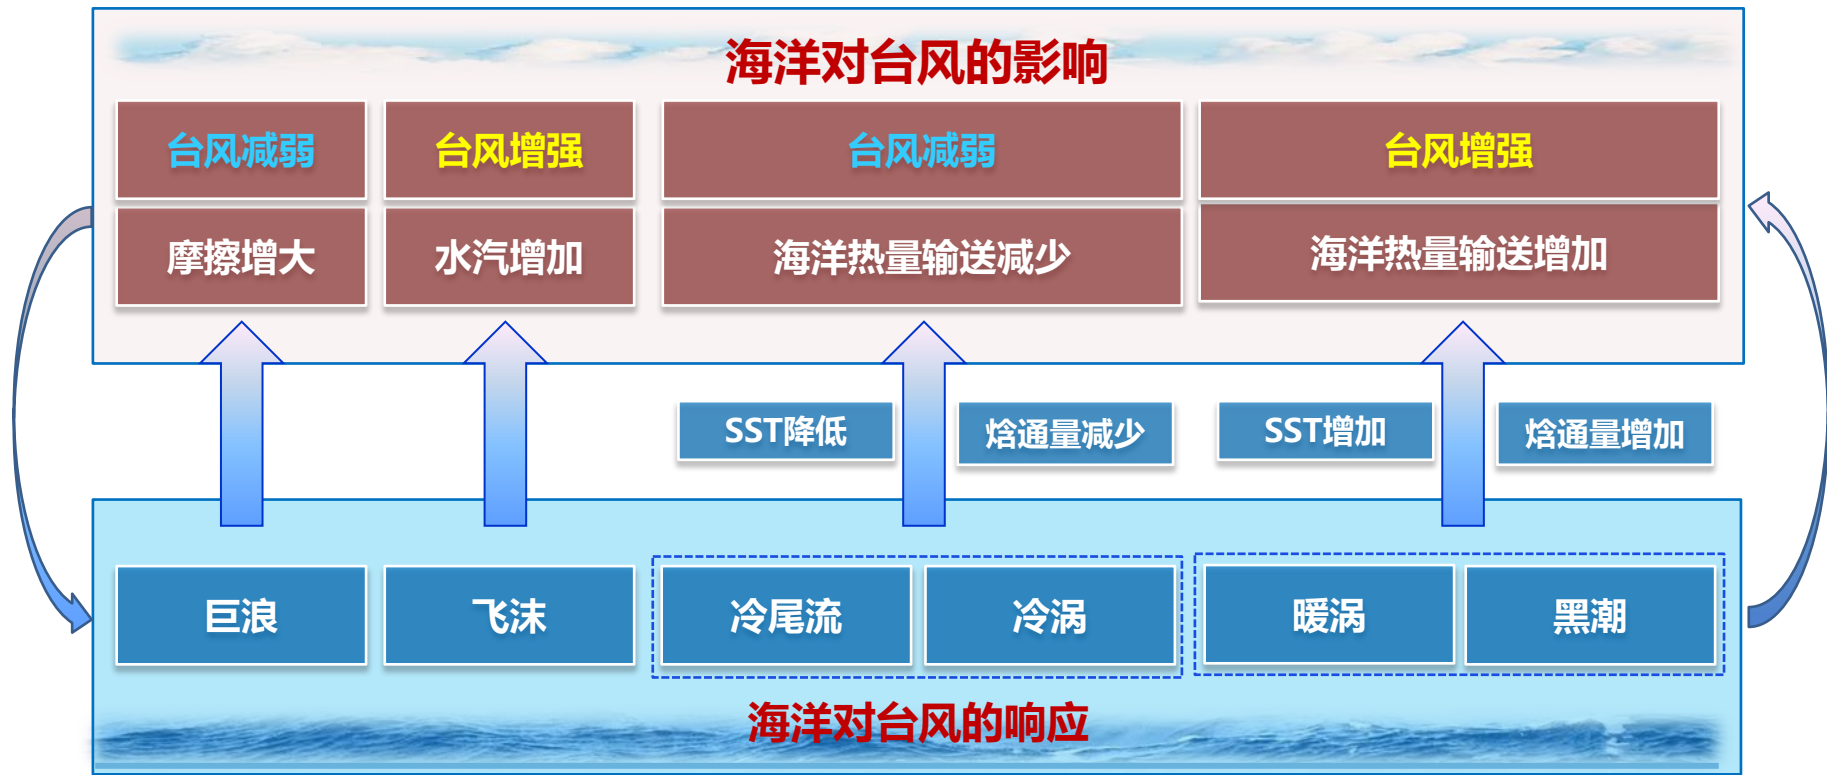 海洋对台风的影响
台风减弱
台风增强
台风减弱
台风增强
摩擦增大
水汽增加
海洋热量输送减少
海洋热量输送增加
SST降低
焓通量减少
SST增加
焓通量增加
巨浪
飞沫
冷尾流
冷涡
暖涡
黑潮
海洋对台风的响应